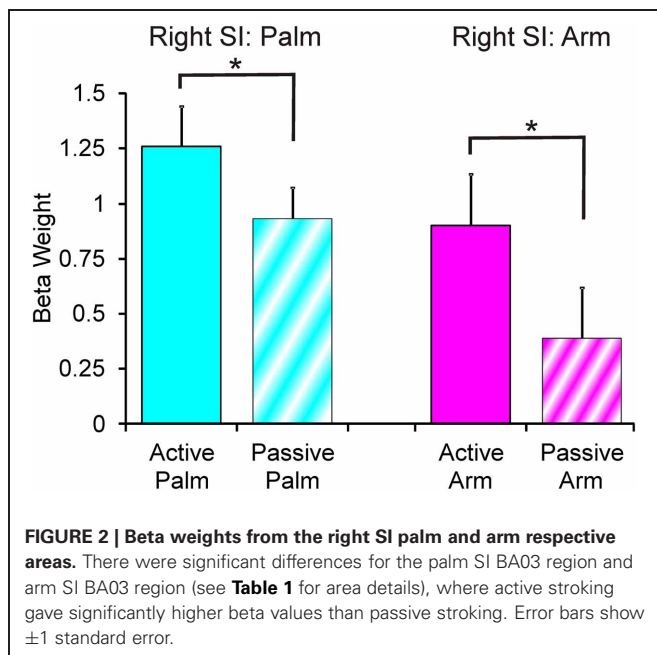 Right SI: Palm
Right SI: Arm
*
*
1.5
1.25
1
0.75
0.5
0.25
0
Beta Weight
Active Palm
Passive Palm
Active Arm
Passive Arm
FIGURE 2 | Beta weights from the right SI palm and arm respective
areas. There were significant differences for the palm SI BA03 region and
arm SI BA03 region (see Table 1 for area details), where active stroking
gave significantly higher beta values than passive stroking. Error bars show
±1 standard error.